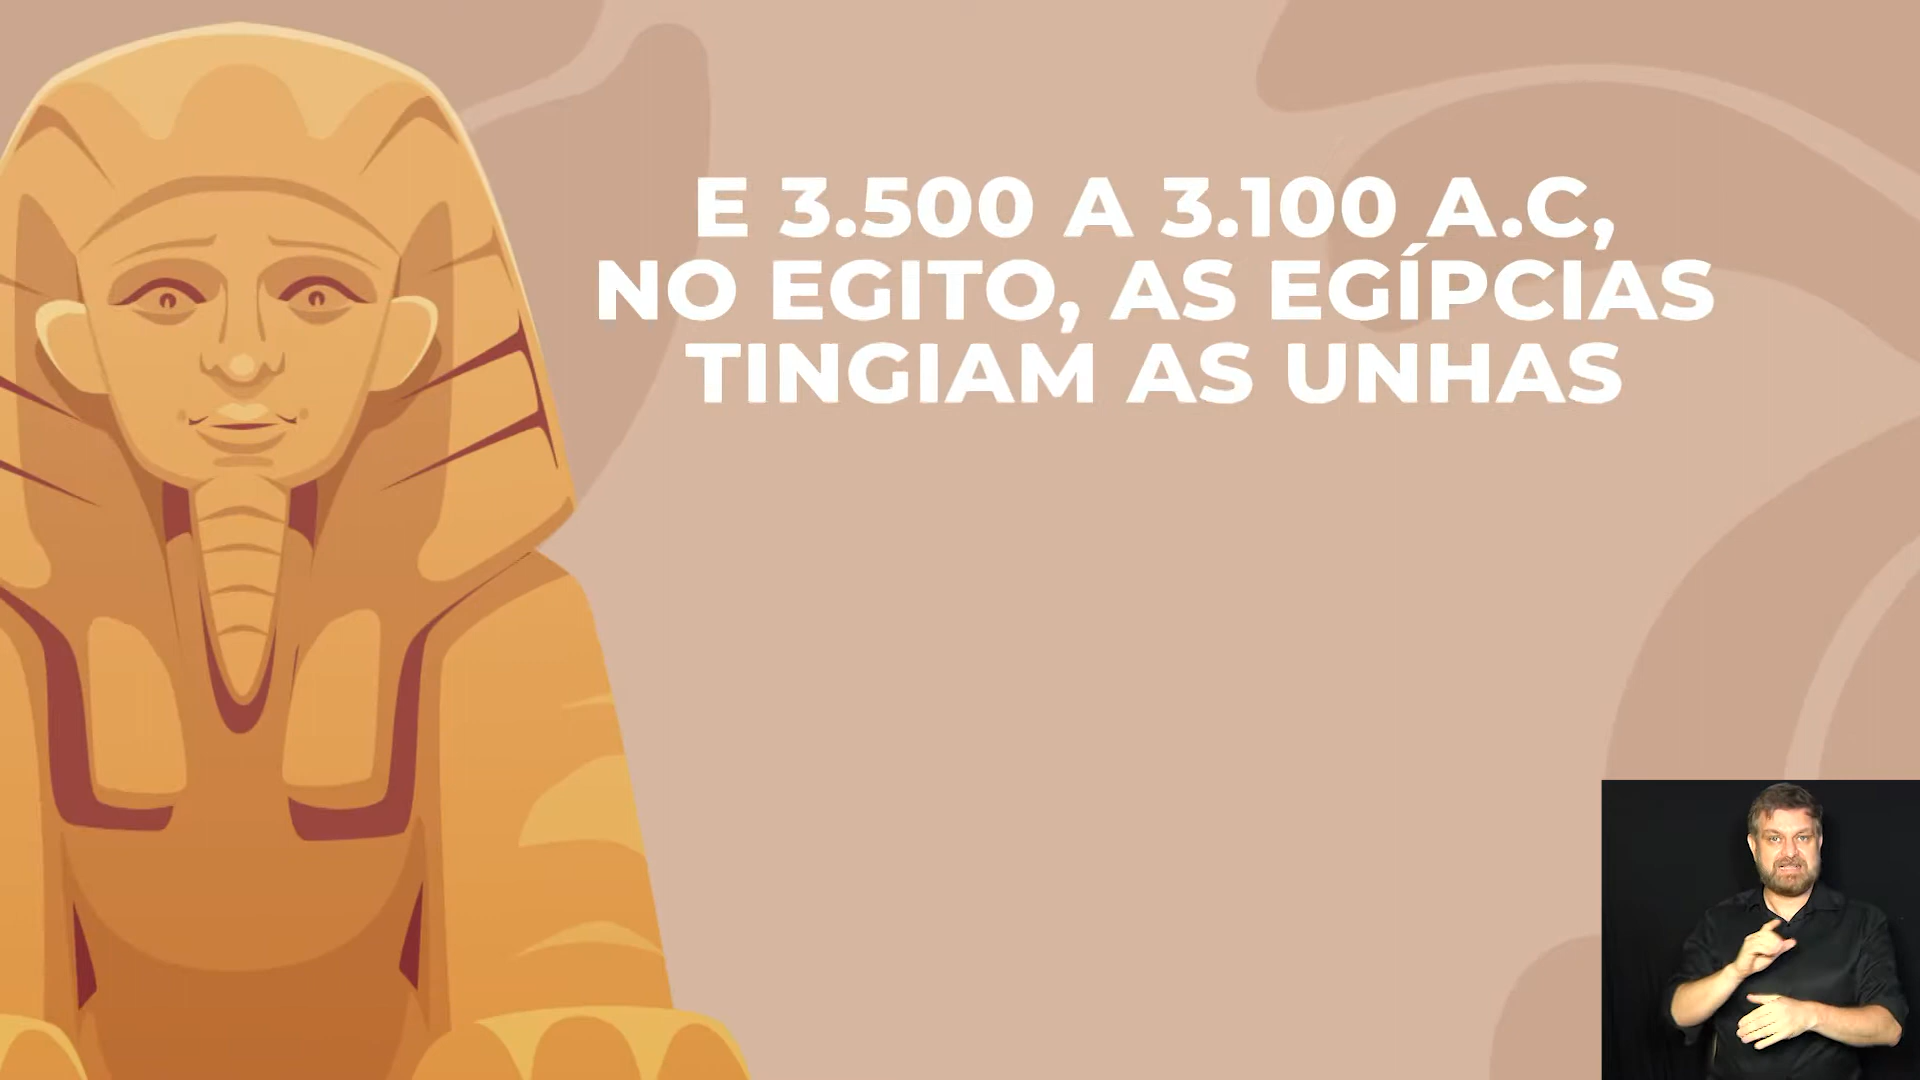 E 3.500 A 3.100 A.C,
NO EGITO, AS EGÍPCIAS
TINGIAM AS UNHAS